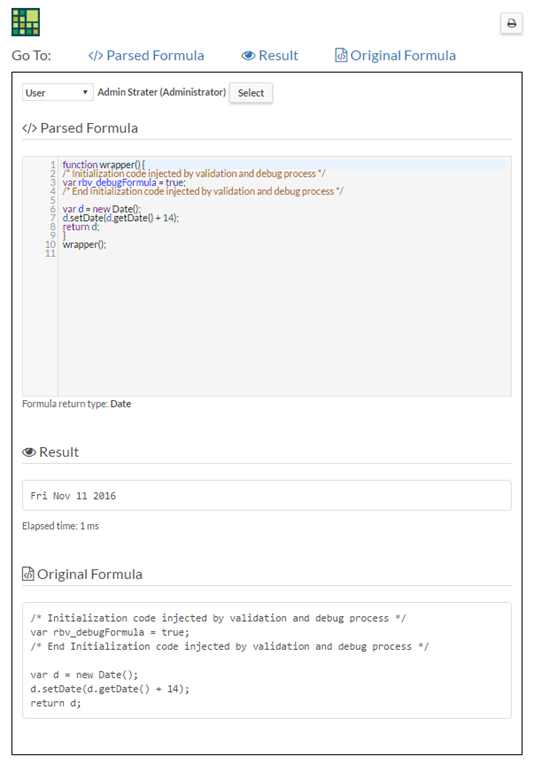 Go To: </> Parsed Formula Result Original Formula
User Admin Strater (Administrator) Select
</> Parsed Formula
1 function wrapper() {
2 /* Initialization code injected by validation and debug process */
3 var rbv_debugFormula = true;
4 /* End Initialization code injected by validation and debug process */
5
6 var d = new Date();
7 d.setDate(d.getDate() + 14);
8 return d;
9 }
10 wrapper();
11
Formula return type: Date
Result
Fri Nov 11 2016
Elapsed time: 1 ms
Original Formula
/* Initialization code injected by validation and debug process */
var rbv_debugFormula = true;
/* End Initialization code injected by validation and debug process */
var d = new Date();
d.setDate(d.getDate() + 14);
return d;